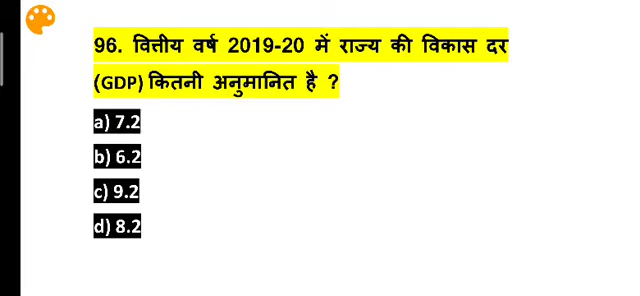 96. वित्तीय वर्ष 2019-20 में राज्य की विकास दर
(GDP) कितनी अनुमानित है ?
a) 7.2
b) 6.2
c) 9.2
d) 8.2